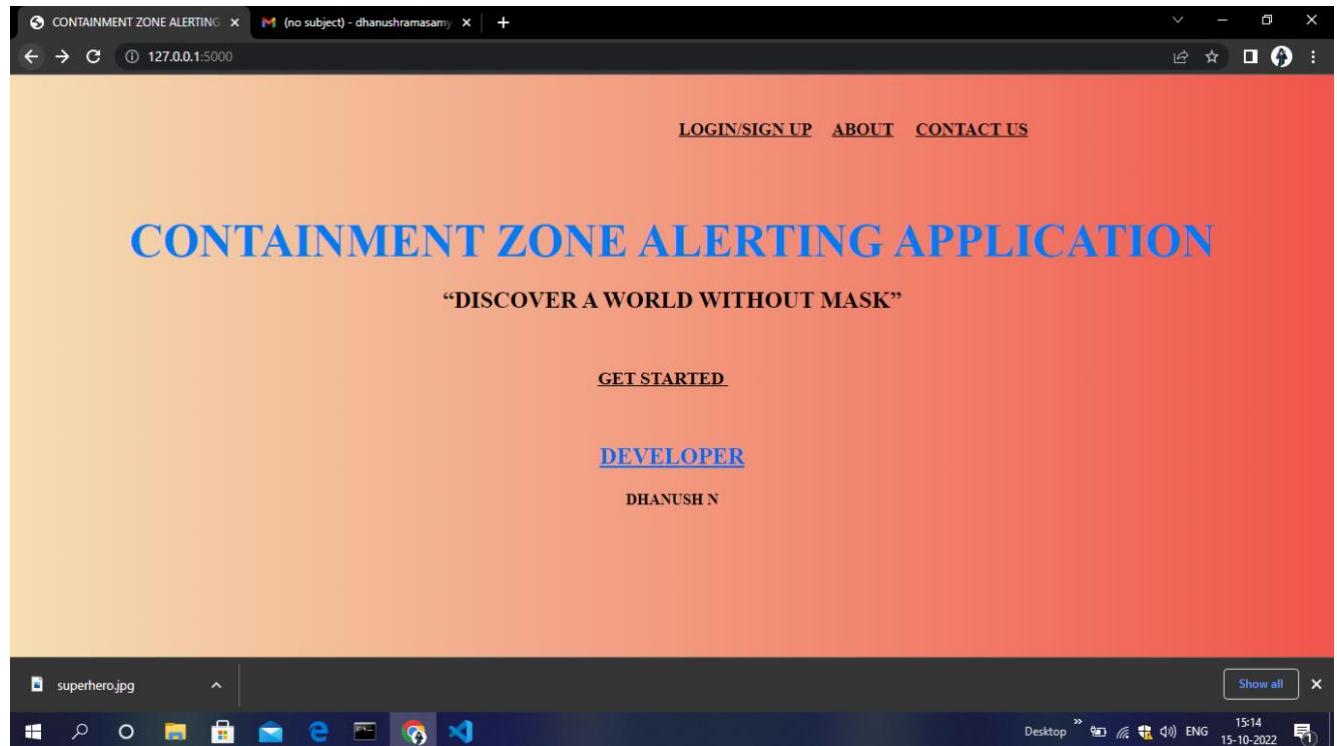 CONTAINMENT ZONE ALERTING
(no subject) - dhanushramasamy
127.0.0.1:5000
LOGIN/SIGN UP ABOUT CONTACT US
CONTAINMENT ZONE ALERTING APPLICATION
“DISCOVER A WORLD WITHOUT MASK”
GET STARTED
DEVELOPER
DHANUSH N
superhero.jpg
Show all
Desktop
ENG
15:14
15-10-2022
1